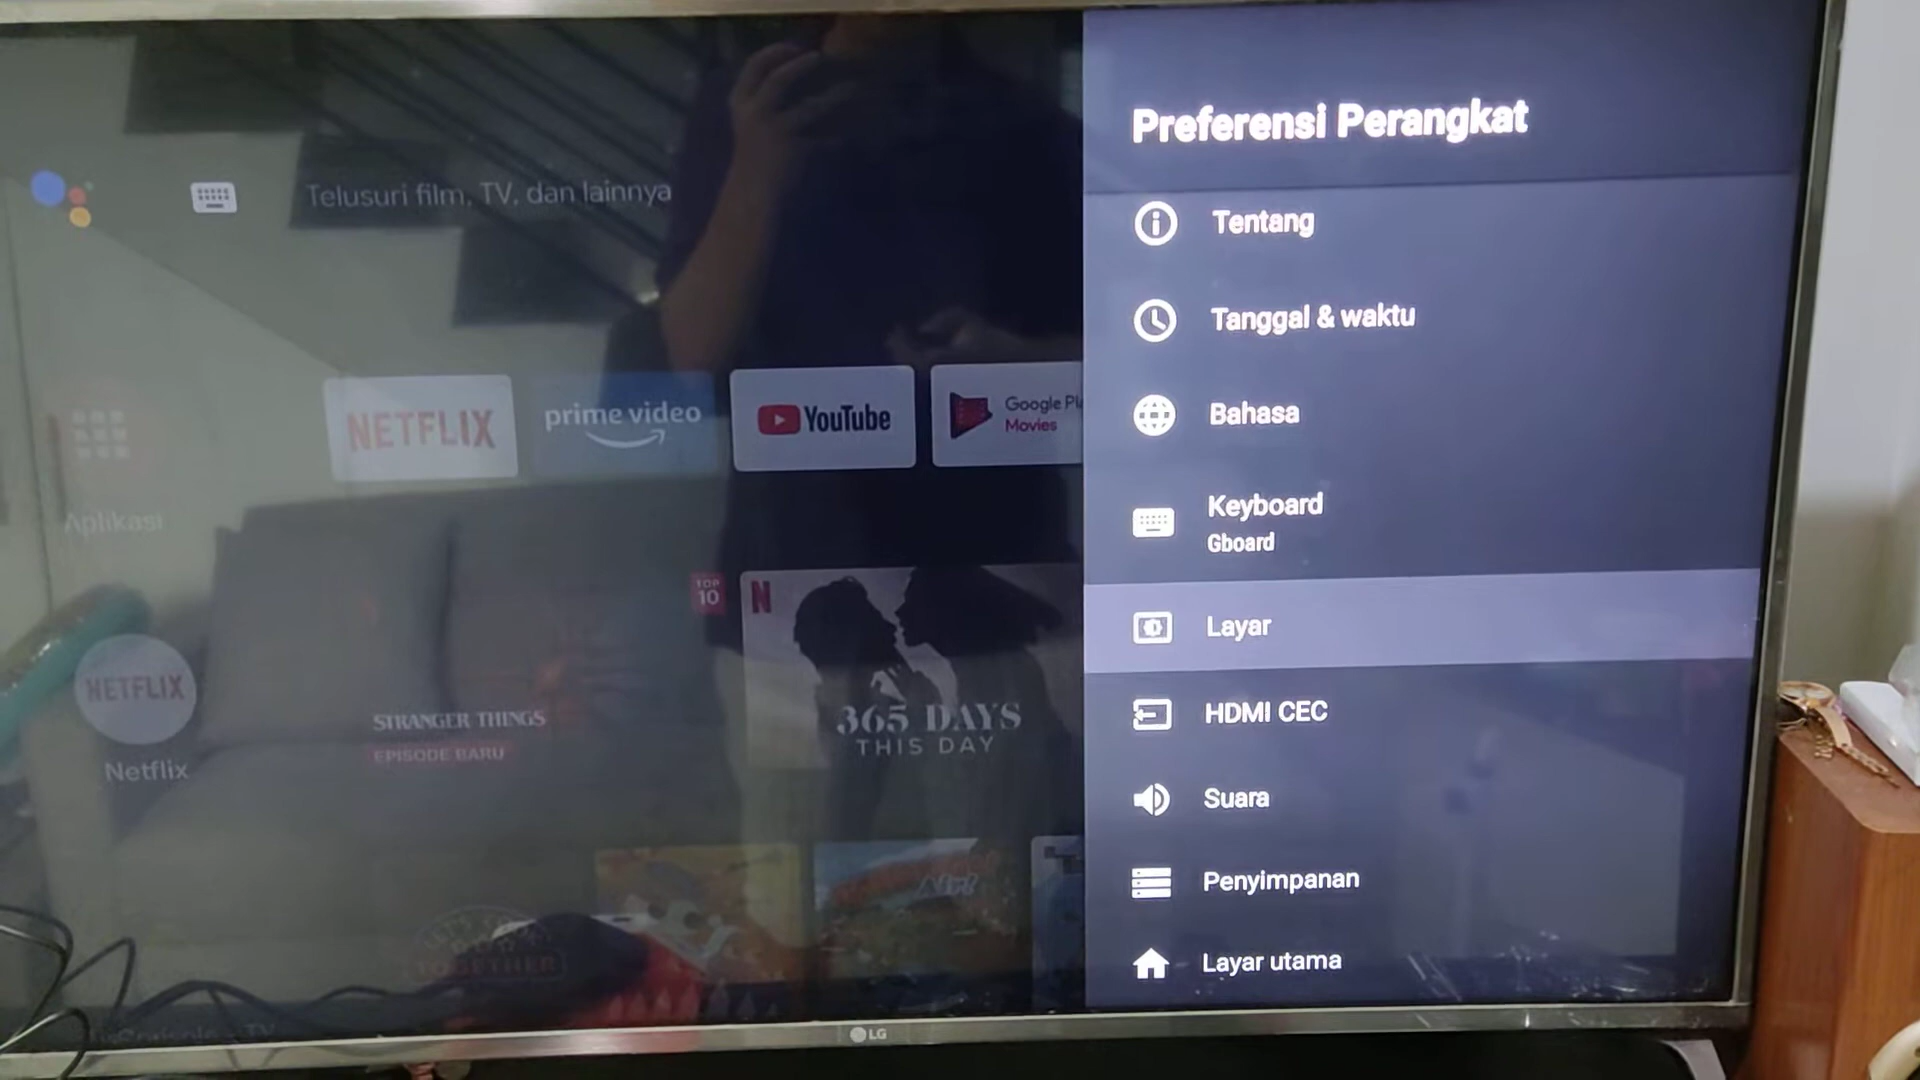 Preferensi Perangkat
Telusuri film, TV, dan lainnya
Tentang
Tanggal & waktu
Bahasa
Keyboard
Gboard
Layar
HDMI CEC
Suara
Penyimpanan
Layar utama
NETFLIX
prime video
YouTube
Google Pl
Movies
Aplikasi
TOP
10
N
NETFLIX
Netflix
STRANGER THINGS
EPISODE BARU
365 DAYS
THIS DAY
TOGETHER
LG